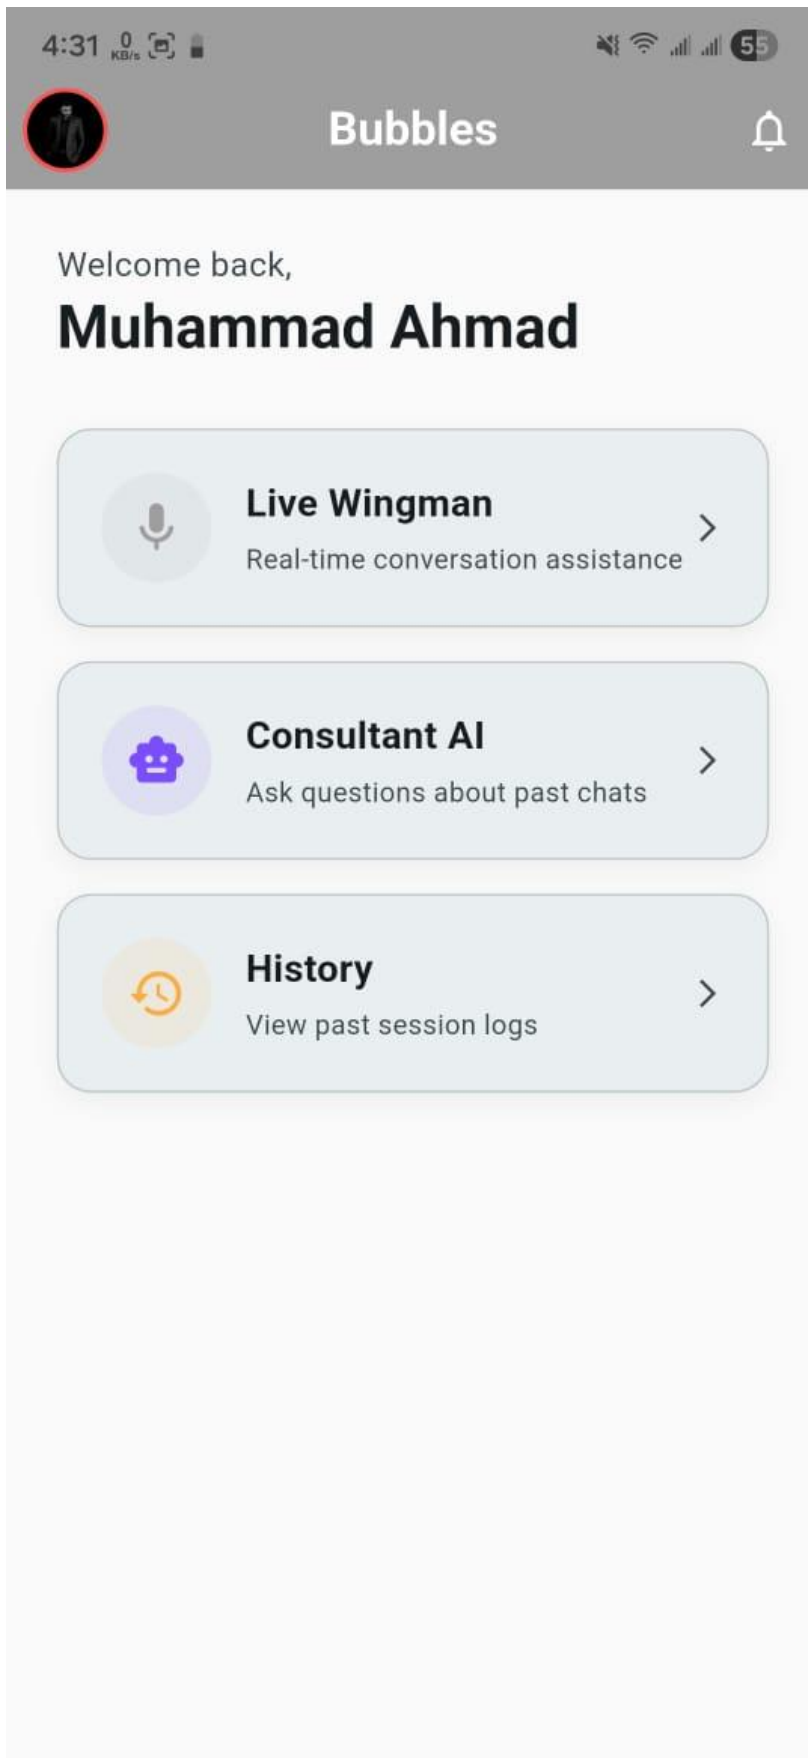 4:31 0 KB/s 55
Bubbles
Welcome back,
Muhammad Ahmad
Live Wingman
Real-time conversation assistance
Consultant AI
Ask questions about past chats
History
View past session logs